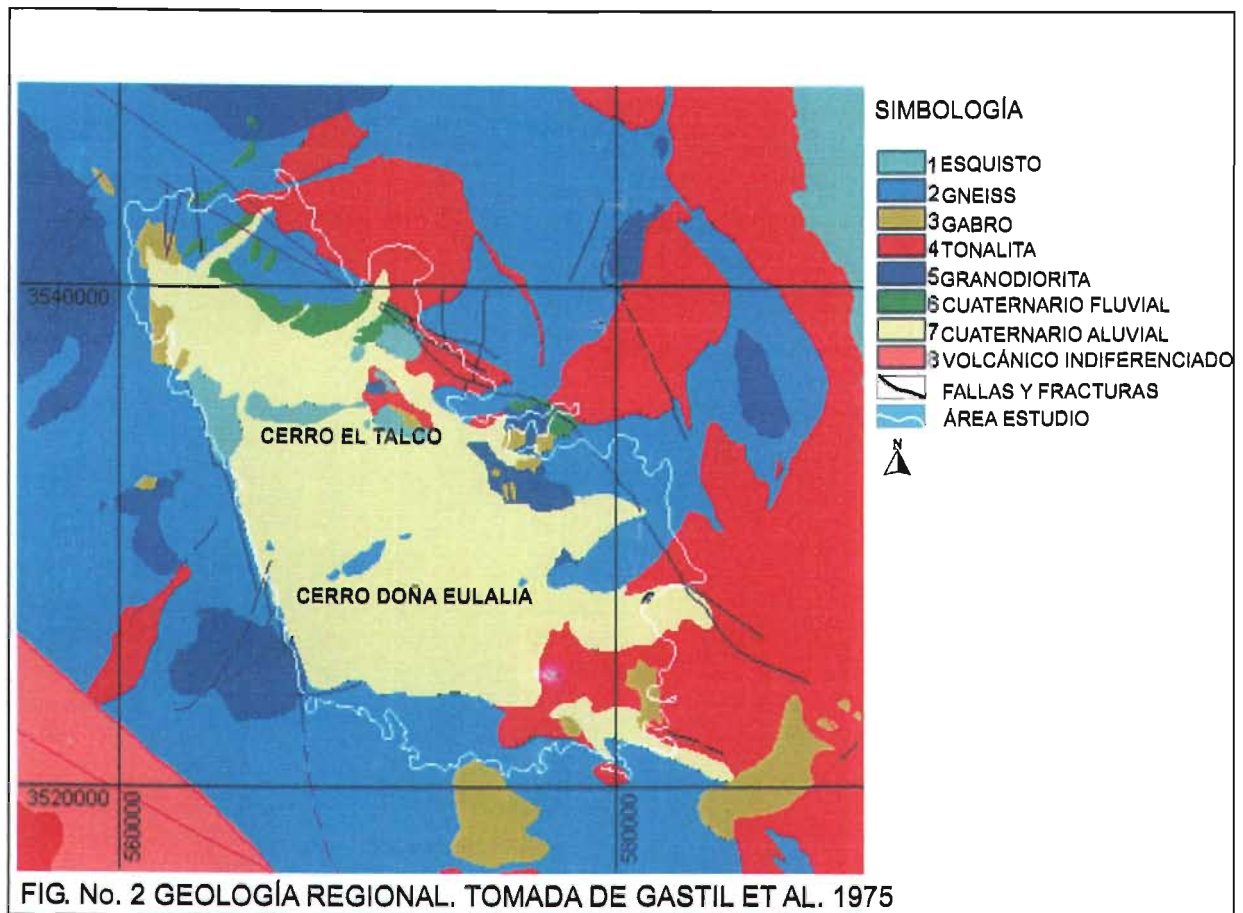 SIMBOLOGÍA
1 ESQUISTO
2 GNEISS
3 GABRO
4 TONALITA
5 GRANODIORITA
6 CUATERNARIO FLUVIAL
7 CUATERNARIO ALUVIAL
8 VOLCÁNICO INDIFERENCIADO
FALLAS Y FRACTURAS
ÁREA ESTUDIO
N
3540000
CERRO EL TALCO
CERRO DOÑA EULALIA
3520000
560000
580000
FIG. No. 2 GEOLOGÍA REGIONAL. TOMADA DE GASTIL ET AL. 1975